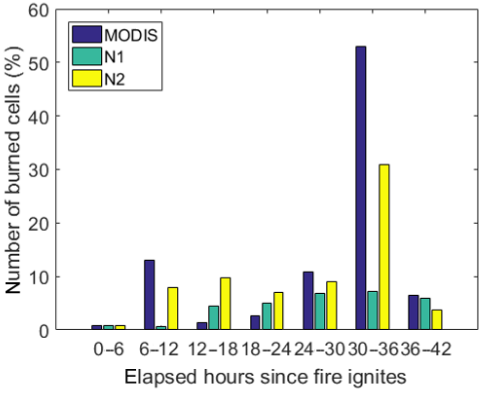 60
50
40
30
20
10
0
Number of burned cells (%)
MODIS
N1
N2
0-6 6-12 12-18 18-24 24-30 30-36 36-42
Elapsed hours since fire ignites